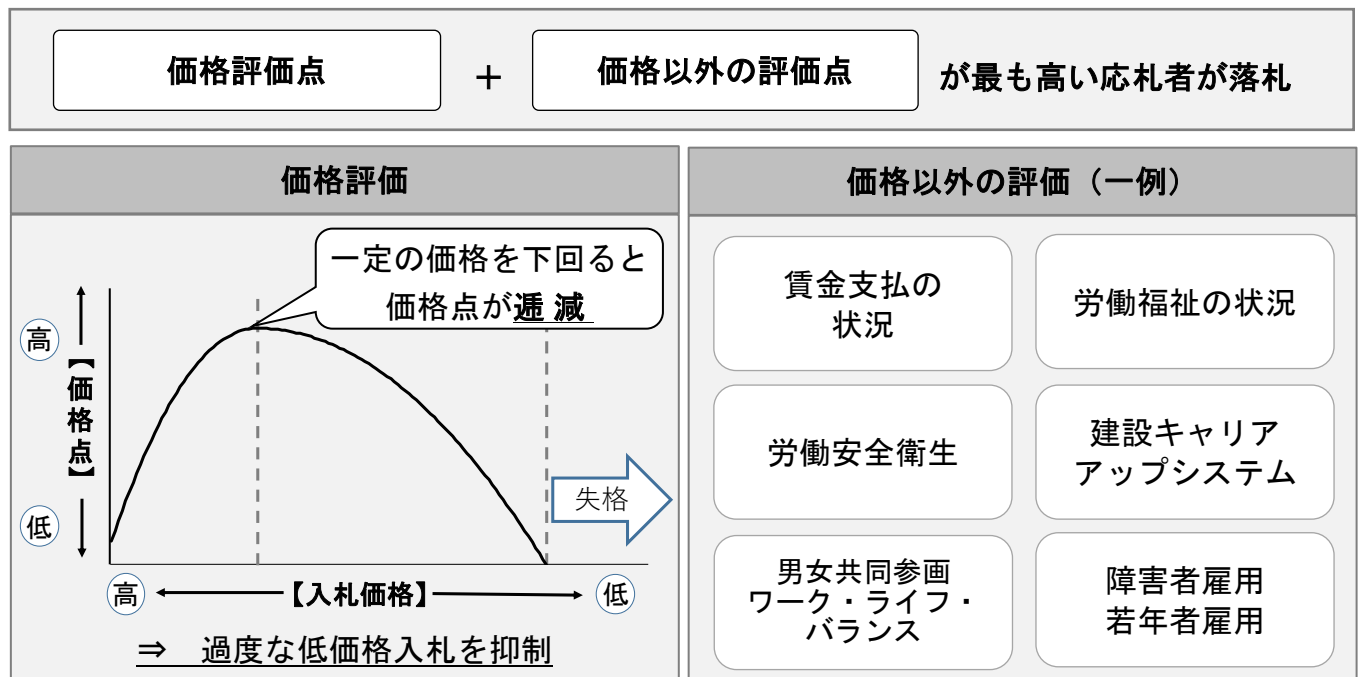 価格評価点 + 価格以外の評価点 が最も高い応札者が落札
価格評価
一定の価格を下回ると
価格点が逓 減
高
【価格点】
低
失格
高 【入札価格】 低
⇒ 過度な低価格入札を抑制
価格以外の評価（一例）
賃金支払の
状況
労働福祉の状況
労働安全衛生
建設キャリア
アップシステム
男女共同参画
ワーク・ライフ・
バランス
障害者雇用
若年者雇用